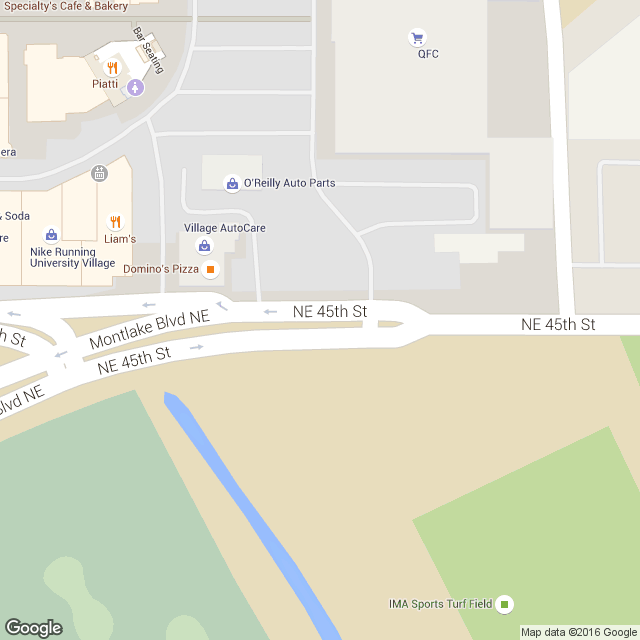 Specialty's Cafe & Bakery
Bar Seating
QFC
Piatti
era
O'Reilly Auto Parts
& Soda
re
Liam's
Village AutoCare
Nike Running
University Village
Domino's Pizza
NE 45th St
Montlake Blvd NE
NE 45th St
h St
NE 45th St
Blvd NE
IMA Sports Turf Field
Google
Map data ©2016 Google